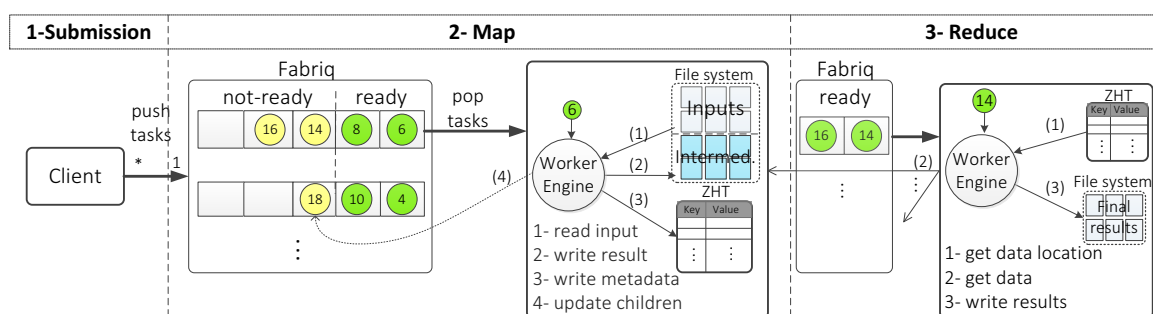 1-Submission
2- Map
3- Reduce
Client
push
tasks
*
1
Fabriq
not-ready
ready
16
14
8
6
18
10
4
⋮
pop
tasks
6
Worker
Engine
(1)
(2)
(3)
(4)
File system
Inputs
Intermed.
ZHT
Key
Value
⋮
⋮
1- read input
2- write result
3- write metadata
4- update children
Fabriq
ready
16
14
⋮
14
Worker
Engine
(1)
(2)
⋮
(3)
ZHT
Key
Value
⋮
⋮
File system
Final
results
1- get data location
2- get data
3- write results